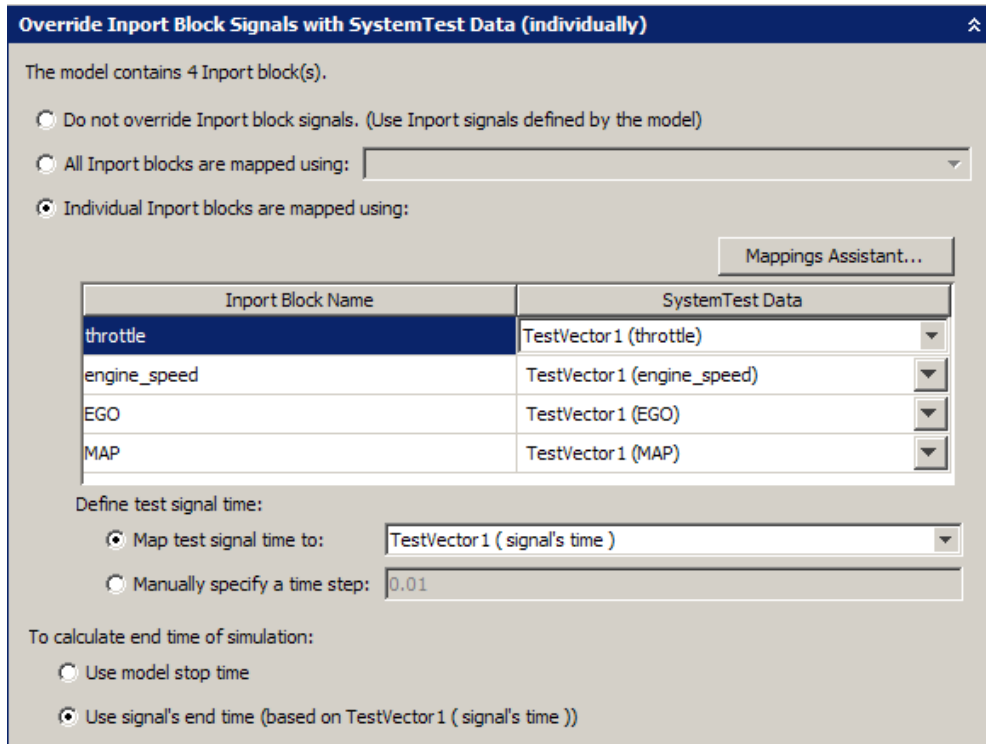 Override Inport Block Signals with SystemTest Data (individually)
The model contains 4 Inport block(s).
Do not override Inport block signals. (Use Inport signals defined by the model)
All Inport blocks are mapped using:
Individual Inport blocks are mapped using:
Mappings Assistant...
Inport Block Name SystemTest Data
throttle TestVector1 (throttle)
engine_speed TestVector1 (engine_speed)
EGO TestVector1 (EGO)
MAP TestVector1 (MAP)
Define test signal time:
Map test signal time to: TestVector1 ( signal's time )
Manually specify a time step: 0.01
To calculate end time of simulation:
Use model stop time
Use signal's end time (based on TestVector1 ( signal's time ))